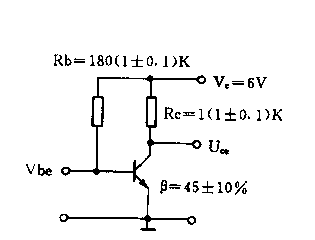 Rb=180(1±0.1)K
Vc=6V
Rc=1(1±0.1)K
Uce
Vbe
β=45±10%